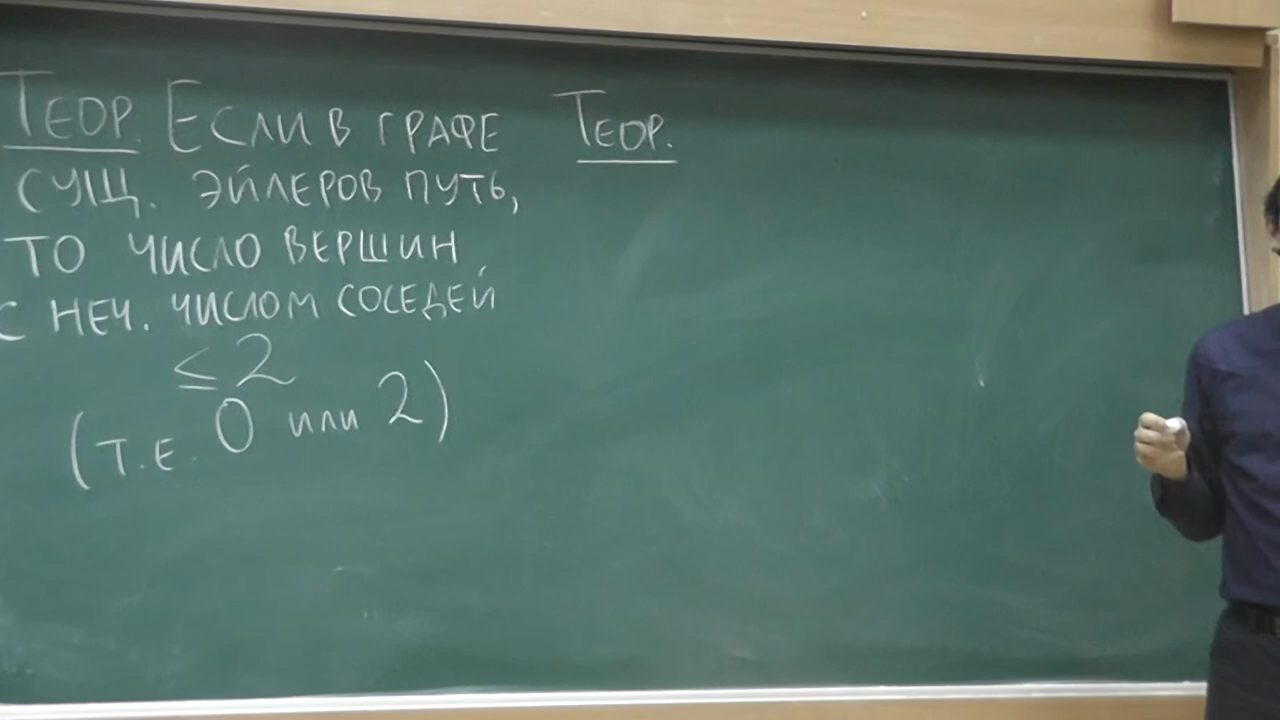 Теор. Если в графе
сущ. эйлеров путь,
то число вершин
с неч. числом соседей
≤ 2
(т.е. 0 или 2)
Теор.